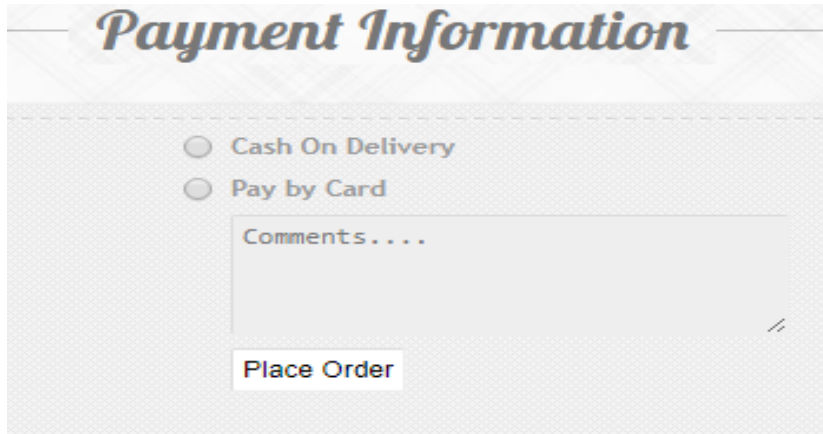 Payment Information
Cash On Delivery
Pay by Card
Comments....
Place Order